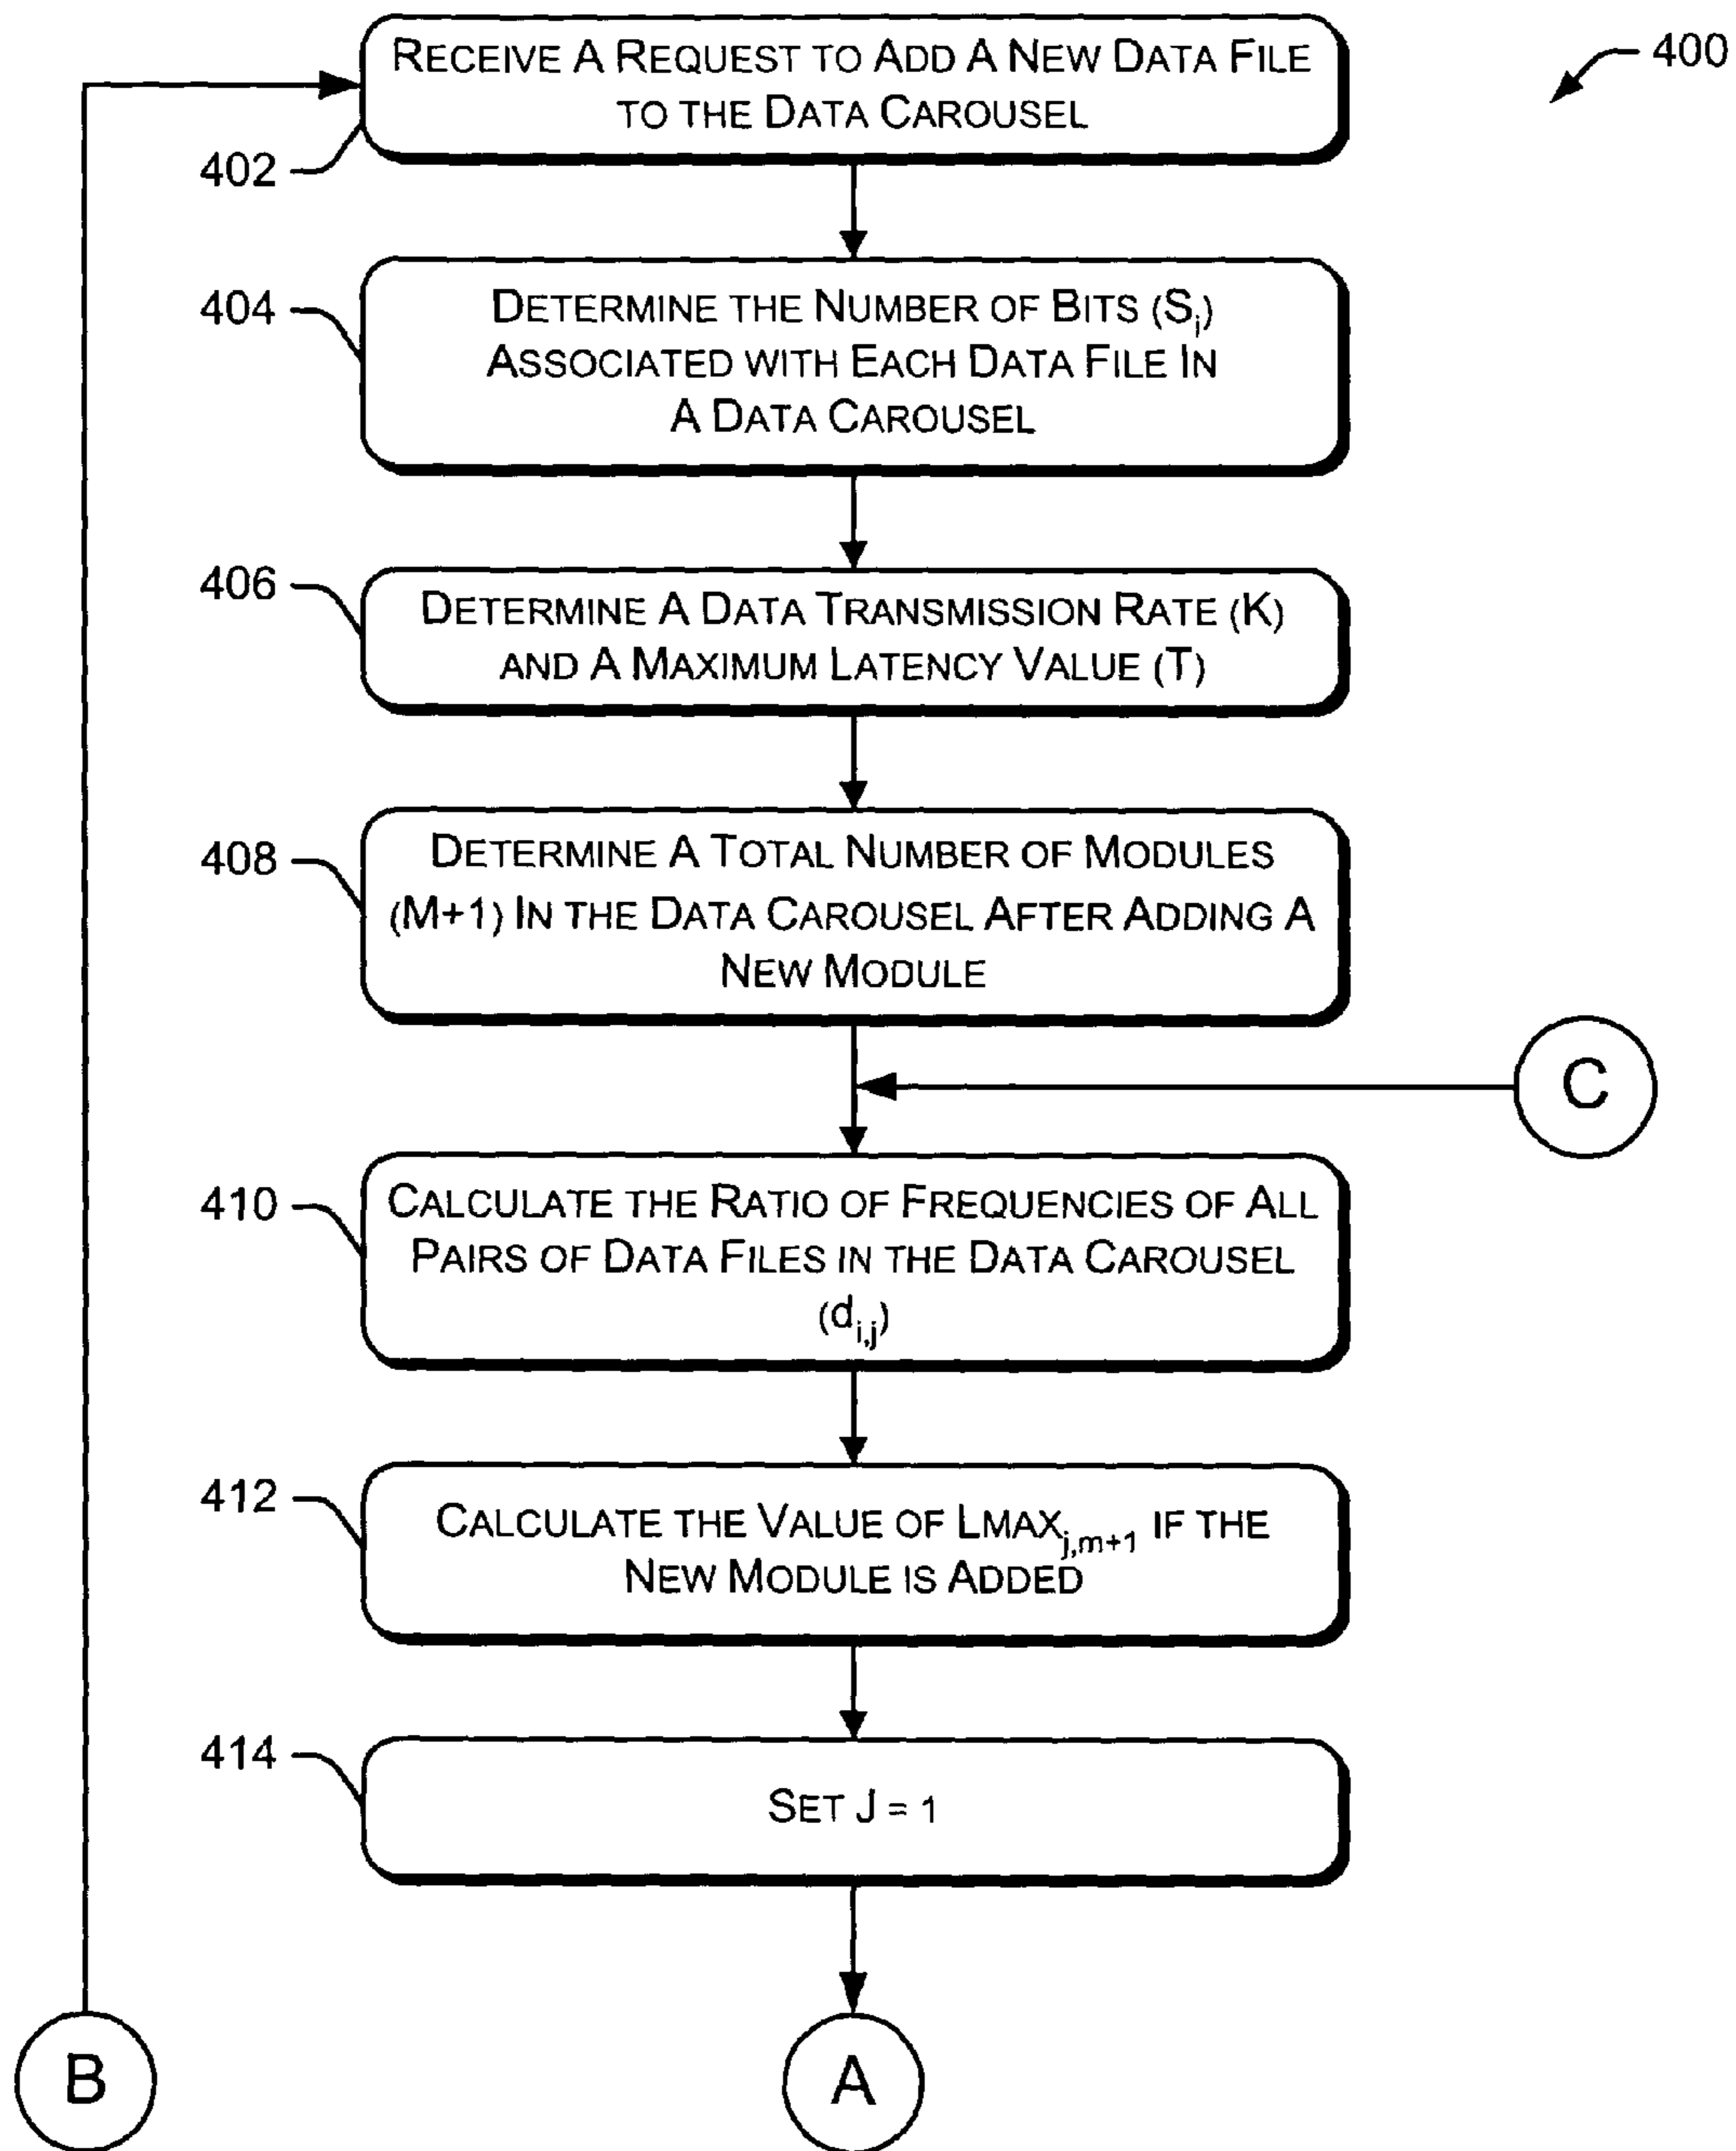 RECEIVE A REQUEST TO ADD A NEW DATA FILE
TO THE DATA CAROUSEL
400
402
404
DETERMINE THE NUMBER OF BITS (Si)
ASSOCIATED WITH EACH DATA FILE IN
A DATA CAROUSEL
406
DETERMINE A DATA TRANSMISSION RATE (K)
AND A MAXIMUM LATENCY VALUE (T)
408
DETERMINE A TOTAL NUMBER OF MODULES
(M+1) IN THE DATA CAROUSEL AFTER ADDING A
NEW MODULE
C
410
CALCULATE THE RATIO OF FREQUENCIES OF ALL
PAIRS OF DATA FILES IN THE DATA CAROUSEL
(di,j)
412
CALCULATE THE VALUE OF LMAXj,m+1 IF THE
NEW MODULE IS ADDED
414
SET J = 1
B
A